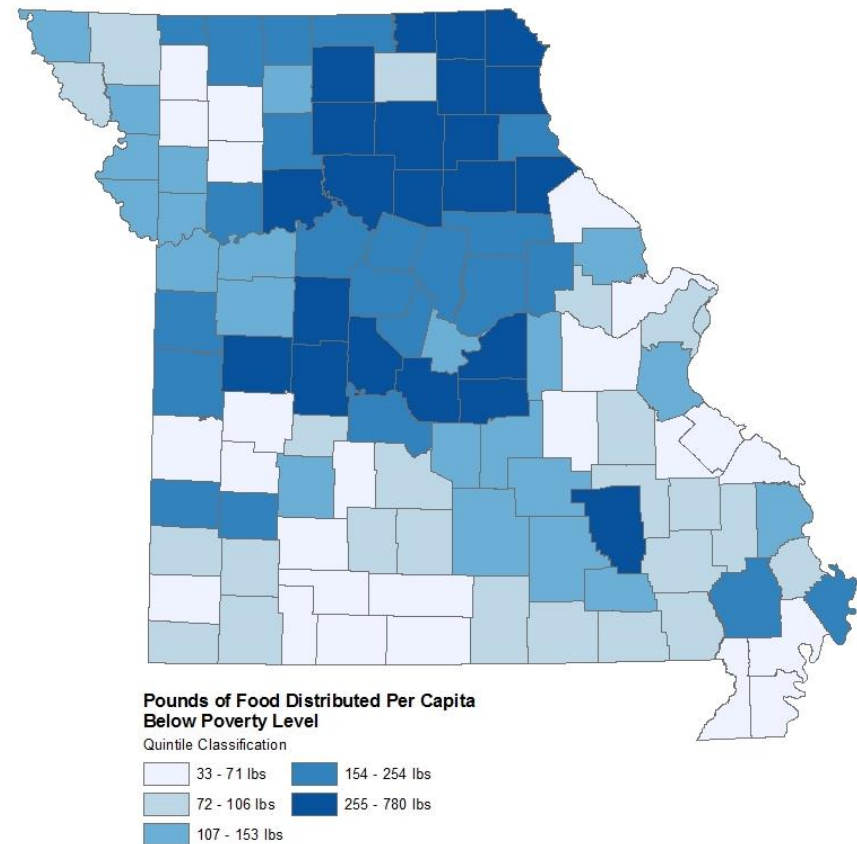 Pounds of Food Distributed Per Capita
Below Poverty Level
Quintile Classification
33 - 71 lbs
72 - 106 lbs
107 - 153 lbs
154 - 254 lbs
255 - 780 lbs